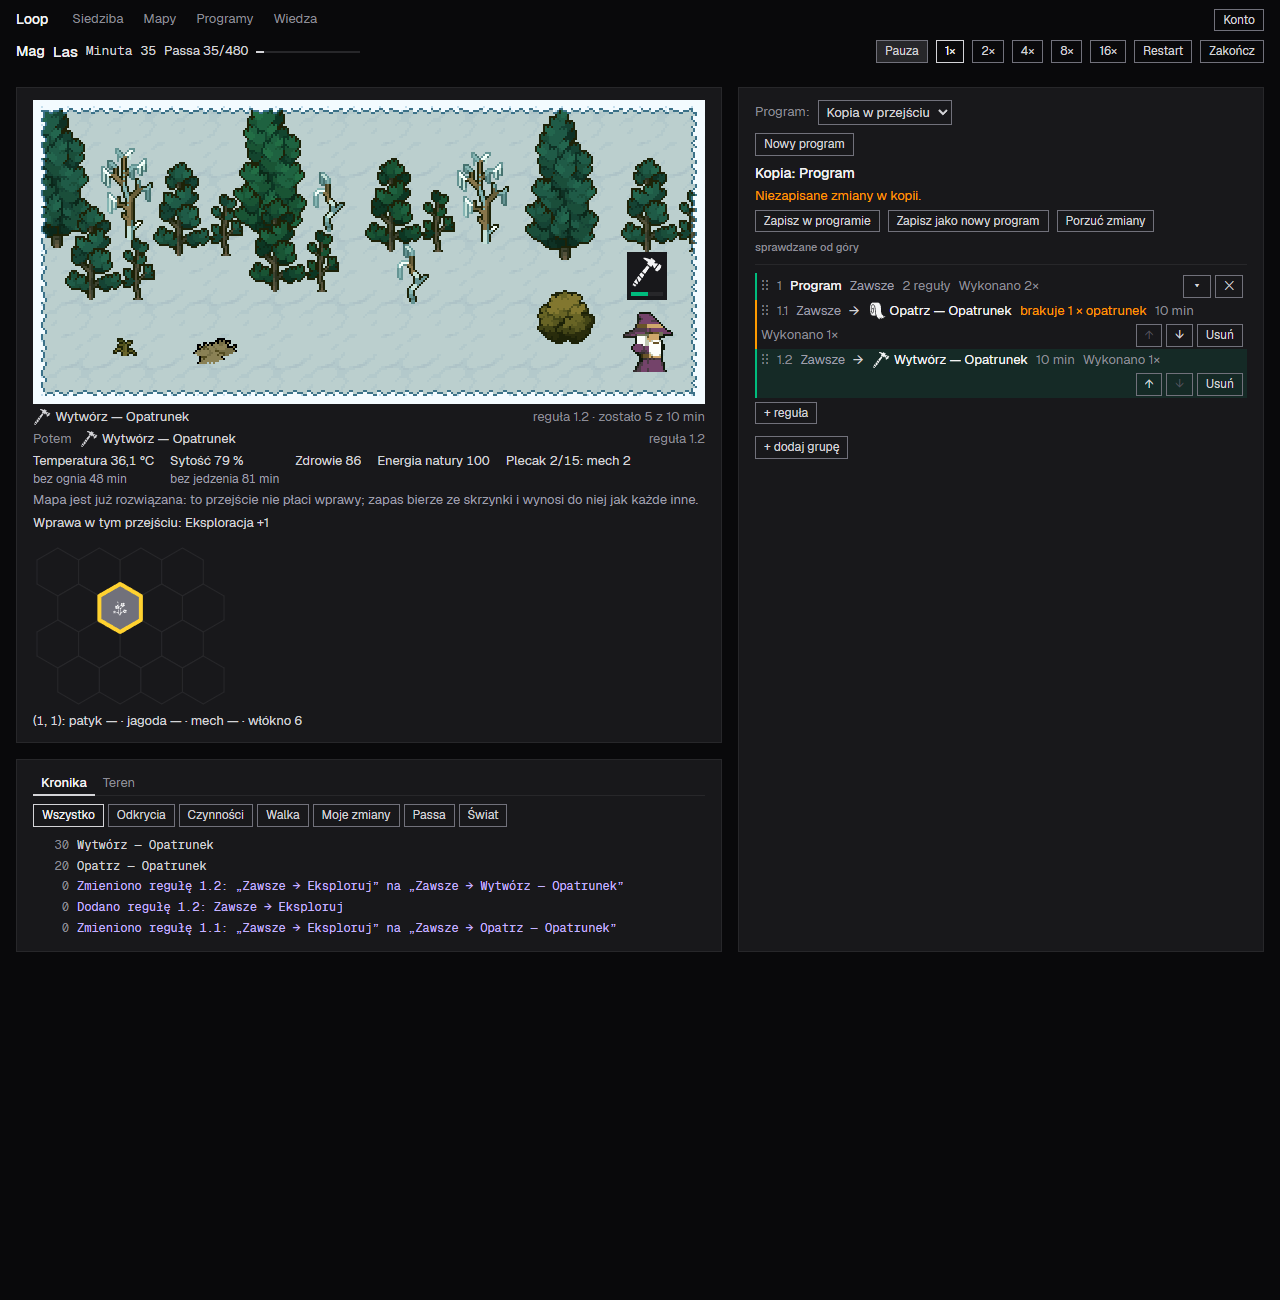 Loop Siedziba Mapy Programy Wiedza Konto
Mag Las Minuta 35 Passa 35/480 Pauza 1× 2× 4× 8× 16× Restart Zakończ
Wytwórz — Opatrunek reguła 1.2 · zostało 5 z 10 min
Potem Wytwórz — Opatrunek reguła 1.2
Temperatura 36,1 °C Sytość 79 % Zdrowie 86 Energia natury 100 Plecak 2/15: mech 2
bez ognia 48 min bez jedzenia 81 min
Mapa jest już rozwiązana: to przejście nie płaci wprawy; zapas bierze ze skrzynki i wynosi do niej jak każde inne.
Wprawa w tym przejściu: Eksploracja +1
(1, 1): patyk — · jagoda — · mech — · włókno 6
Kronika Teren
Wszystko Odkrycia Czynności Walka Moje zmiany Passa Świat
30 Wytwórz — Opatrunek
20 Opatrz — Opatrunek
0 Zmieniono regułę 1.2: „Zawsze → Eksploruj” na „Zawsze → Wytwórz — Opatrunek”
0 Dodano regułę 1.2: Zawsze → Eksploruj
0 Zmieniono regułę 1.1: „Zawsze → Eksploruj” na „Zawsze → Opatrz — Opatrunek”
Program: Kopia w przejściu
Nowy program
Kopia: Program
Niezapisane zmiany w kopii.
Zapisz w programie Zapisz jako nowy program Porzuć zmiany
sprawdzane od góry
1 Program Zawsze 2 reguły Wykonano 2×
1.1 Zawsze → Opatrz — Opatrunek brakuje 1 × opatrunek 10 min
Wykonano 1× ↑ ↓ Usuń
1.2 Zawsze → Wytwórz — Opatrunek 10 min Wykonano 1×
↑ ↓ Usuń
+ reguła
+ dodaj grupę